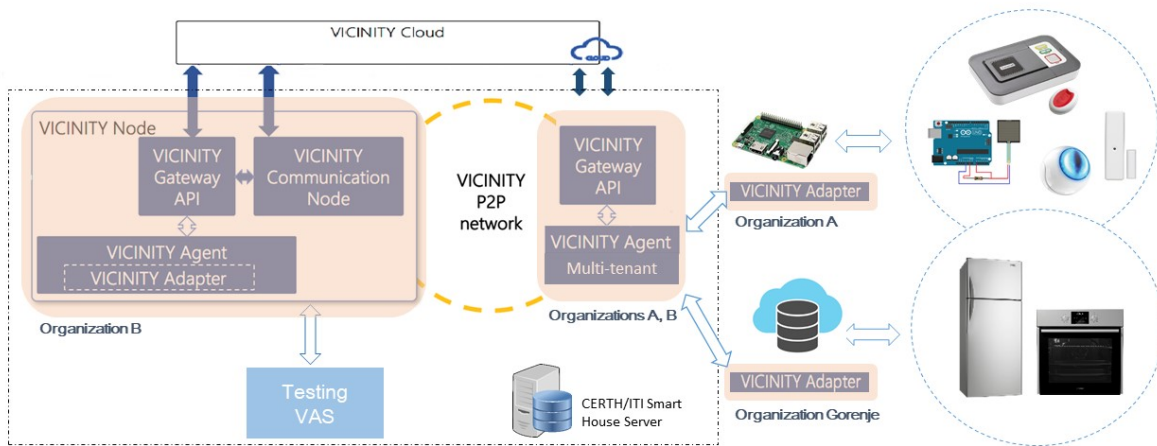 VICINITY Cloud
CLOUD
VICINITY Node
VICINITY
Gateway
API
VICINITY
Communication
Node
VICINITY Agent
VICINITY Adapter
Organization B
VICINITY
P2P
network
VICINITY
Gateway
API
VICINITY Agent
Multi-tenant
Organizations A, B
VICINITY Adapter
Organization A
VICINITY Adapter
Organization Gorenje
Testing
VAS
CERTH/ITI Smart
House Server